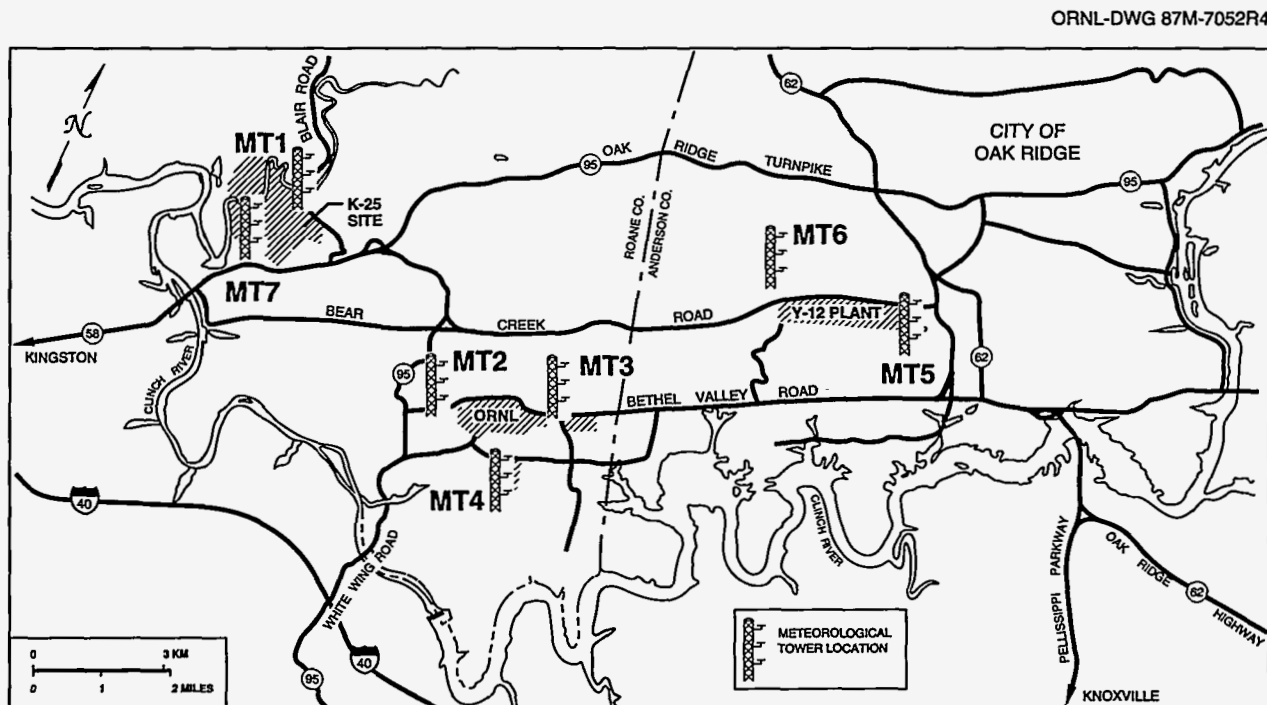 ORNL-DWG 87M-7052R4
N
BLAIR ROAD
MT1
K-25
SITE
MT7
58
KINGSTON
CLINCH RIVER
BEAR
CREEK
ROAD
95
OAK
RIDGE
TURNPIKE
62
CITY OF
OAK RIDGE
95
ROANE CO.
ANDERSON CO.
MT6
Y-12 PLANT
MT5
62
95
MT2
MT3
ORNL
BETHEL
VALLEY
ROAD
MT4
40
WHITE WING ROAD
95
40
CLINCH RIVER
PELLISSIPPI PARKWAY
OAK
RIDGE
62
HIGHWAY
KNOXVILLE
METEOROLOGICAL
TOWER LOCATION
0
3 KM
0
1
2 MILES